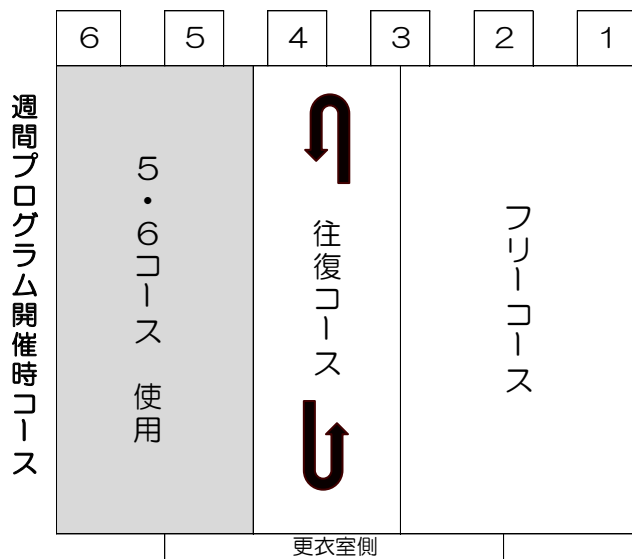 6 5 4 3 2 1
週間プログラム開催時コース
5・6コース 使用
往復コース
フリーコース
更衣室側